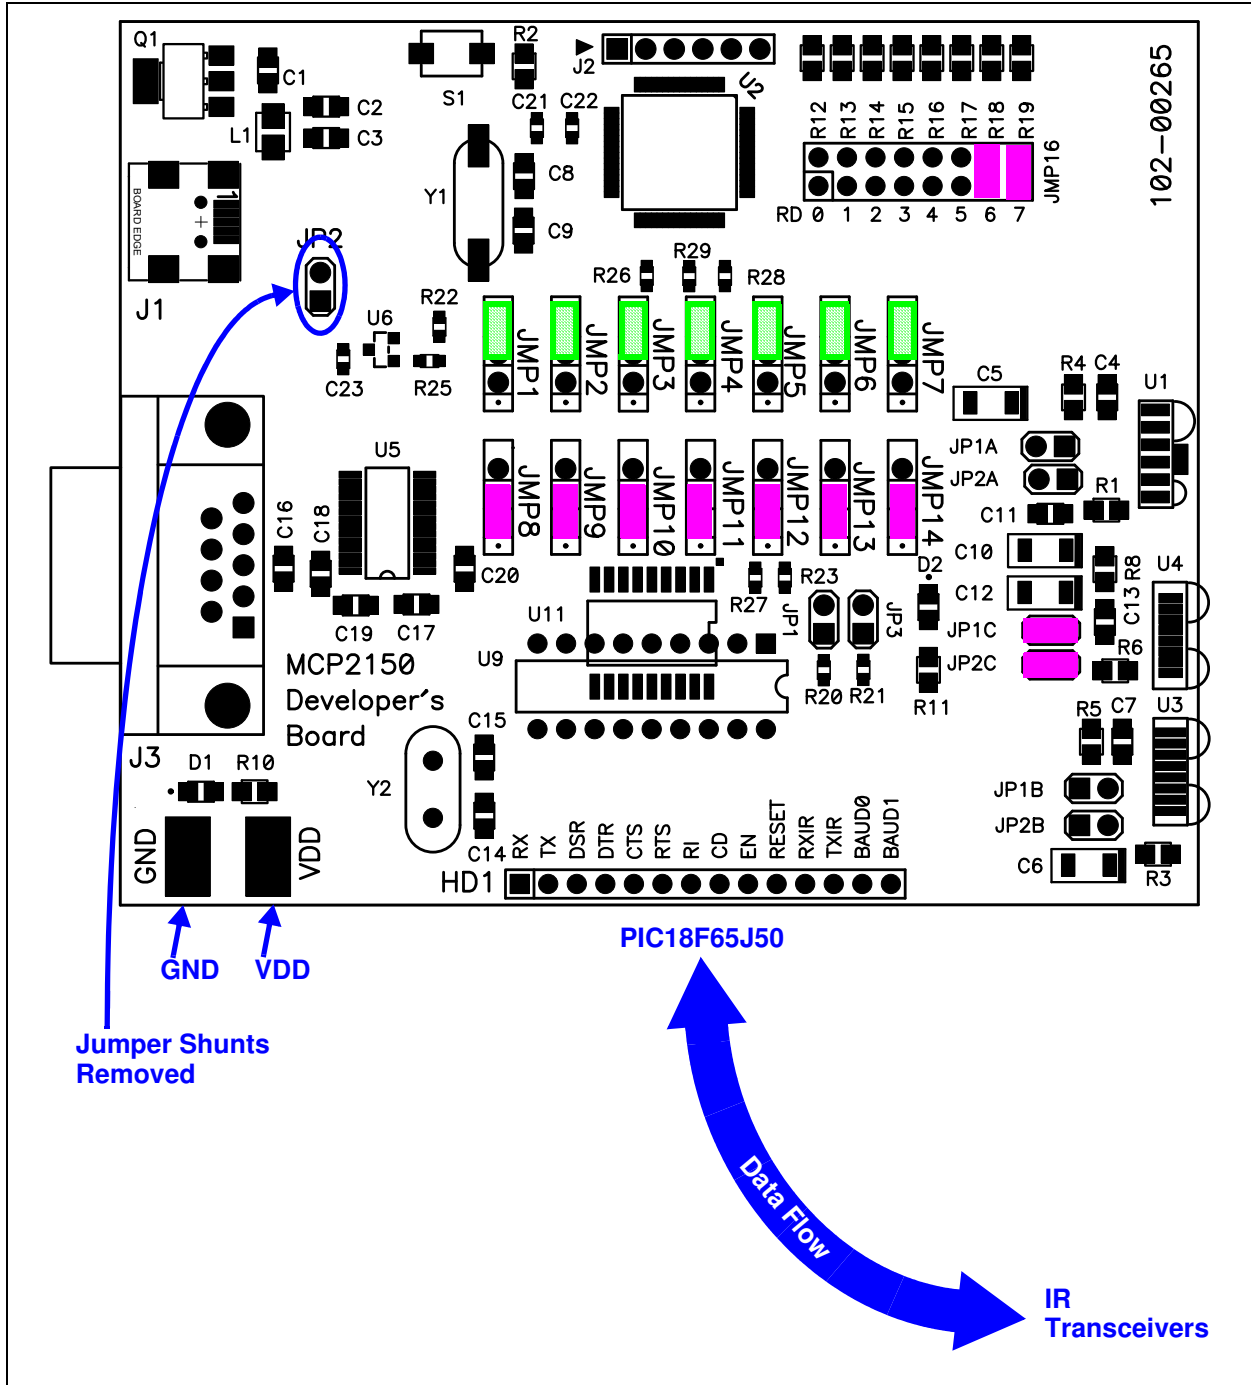 Q1
C1
C2
C3
L1
S1
R2
C21
C22
J2
U2
R12
R13
R14
R15
R16
R17
R18
R19
JMP16
RD 0 1 2 3 4 5 6 7
102-00265
BOARD EDGE
1
J1
JP2
Y1
C8
C9
R26
R29
R28
U6
R22
C23
R25
JMP1
JMP2
JMP3
JMP4
JMP5
JMP6
JMP7
C5
R4
C4
U1
JP1A
JP2A
C11
R1
U5
C16
C18
C20
C19
C17
JMP8
JMP9
JMP10
JMP11
JMP12
JMP13
JMP14
C10
C12
R8
C13
U4
JP1C
JP2C
R6
D2
R27
R23
JP1
JP3
R20
R21
R11
U11
U9
MCP2150
Developer's
Board
J3
D1
R10
Y2
C15
C14
R5
C7
U3
JP1B
JP2B
C6
R3
GND
VDD
HD1
RX
TX
DSR
DTR
CTS
RTS
RI
CD
EN
RESET
RXIR
TXIR
BAUD0
BAUD1
GND
VDD
PIC18F65J50
Jumper Shunts
Removed
Data Flow
IR
Transceivers